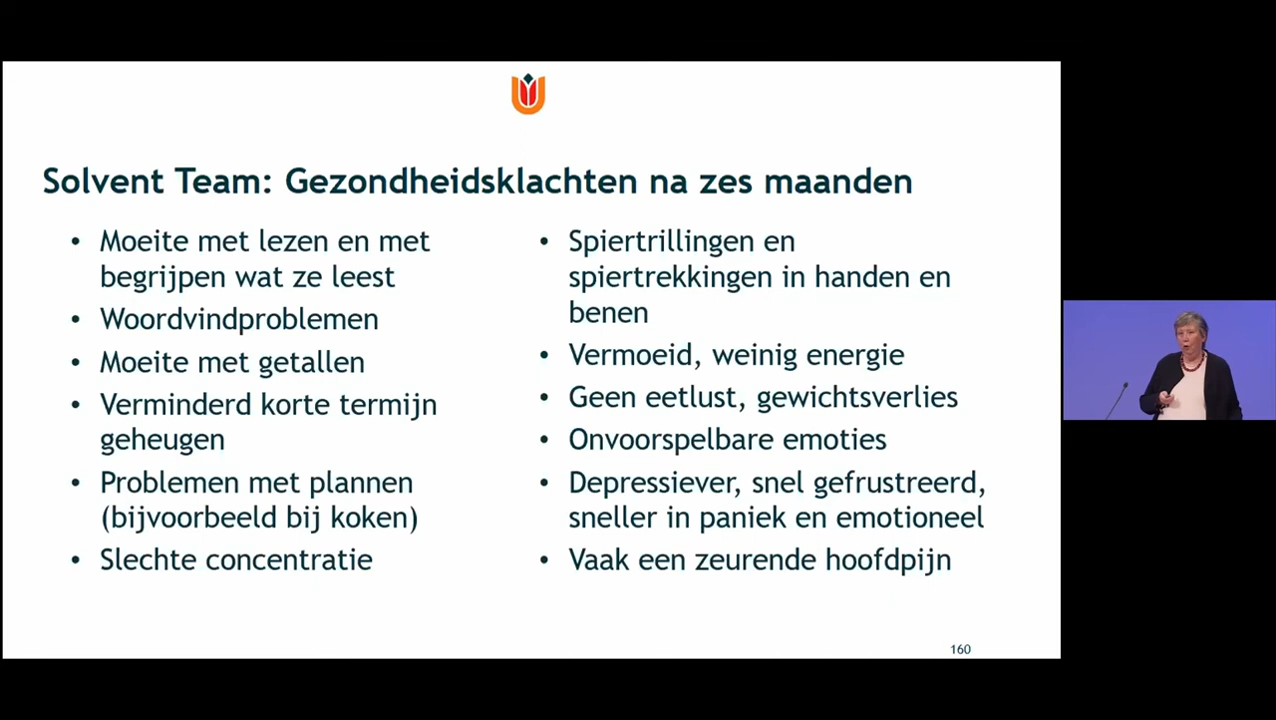 Solvent Team: Gezondheidsklachten na zes maanden
• Moeite met lezen en met
begrijpen wat ze leest
• Woordvindproblemen
• Moeite met getallen
• Verminderd korte termijn
geheugen
• Problemen met plannen
(bijvoorbeeld bij koken)
• Slechte concentratie
• Spiertrillingen en
spiertrekkingen in handen en
benen
• Vermoeid, weinig energie
• Geen eetlust, gewichtsverlies
• Onvoorspelbare emoties
• Depressiever, snel gefrustreerd,
sneller in paniek en emotioneel
• Vaak een zeurende hoofdpijn
160